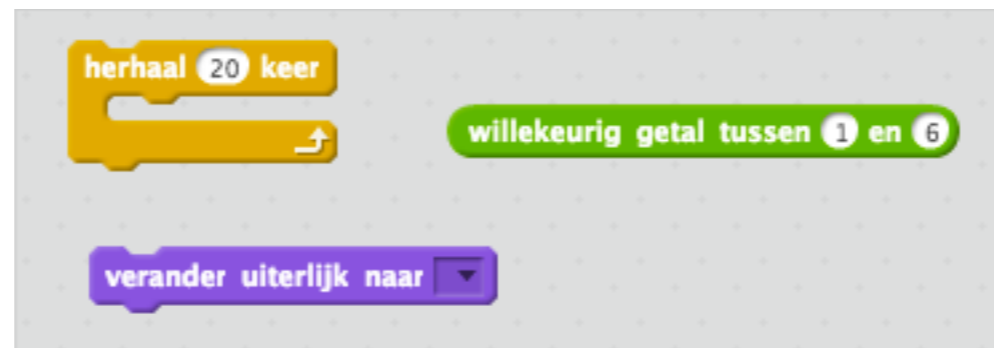 herhaal 20 keer
willekeurig getal tussen 1 en 6
verander uiterlijk naar